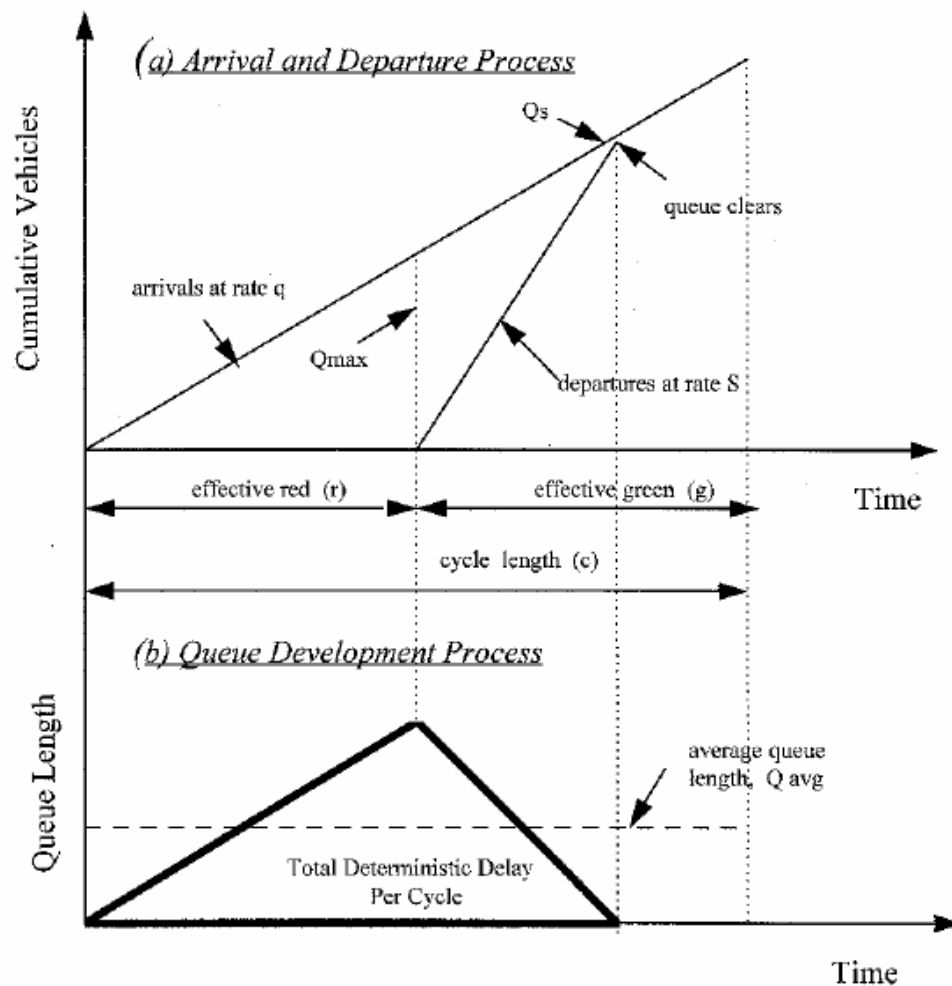 (a) Arrival and Departure Process
Cumulative Vehicles
Qs
queue clears
arrivals at rate q
Qmax
departures at rate S
effective red (r)
effective green (g)
Time
cycle length (c)
(b) Queue Development Process
Queue Length
average queue
length, Q avg
Total Deterministic Delay
Per Cycle
Time